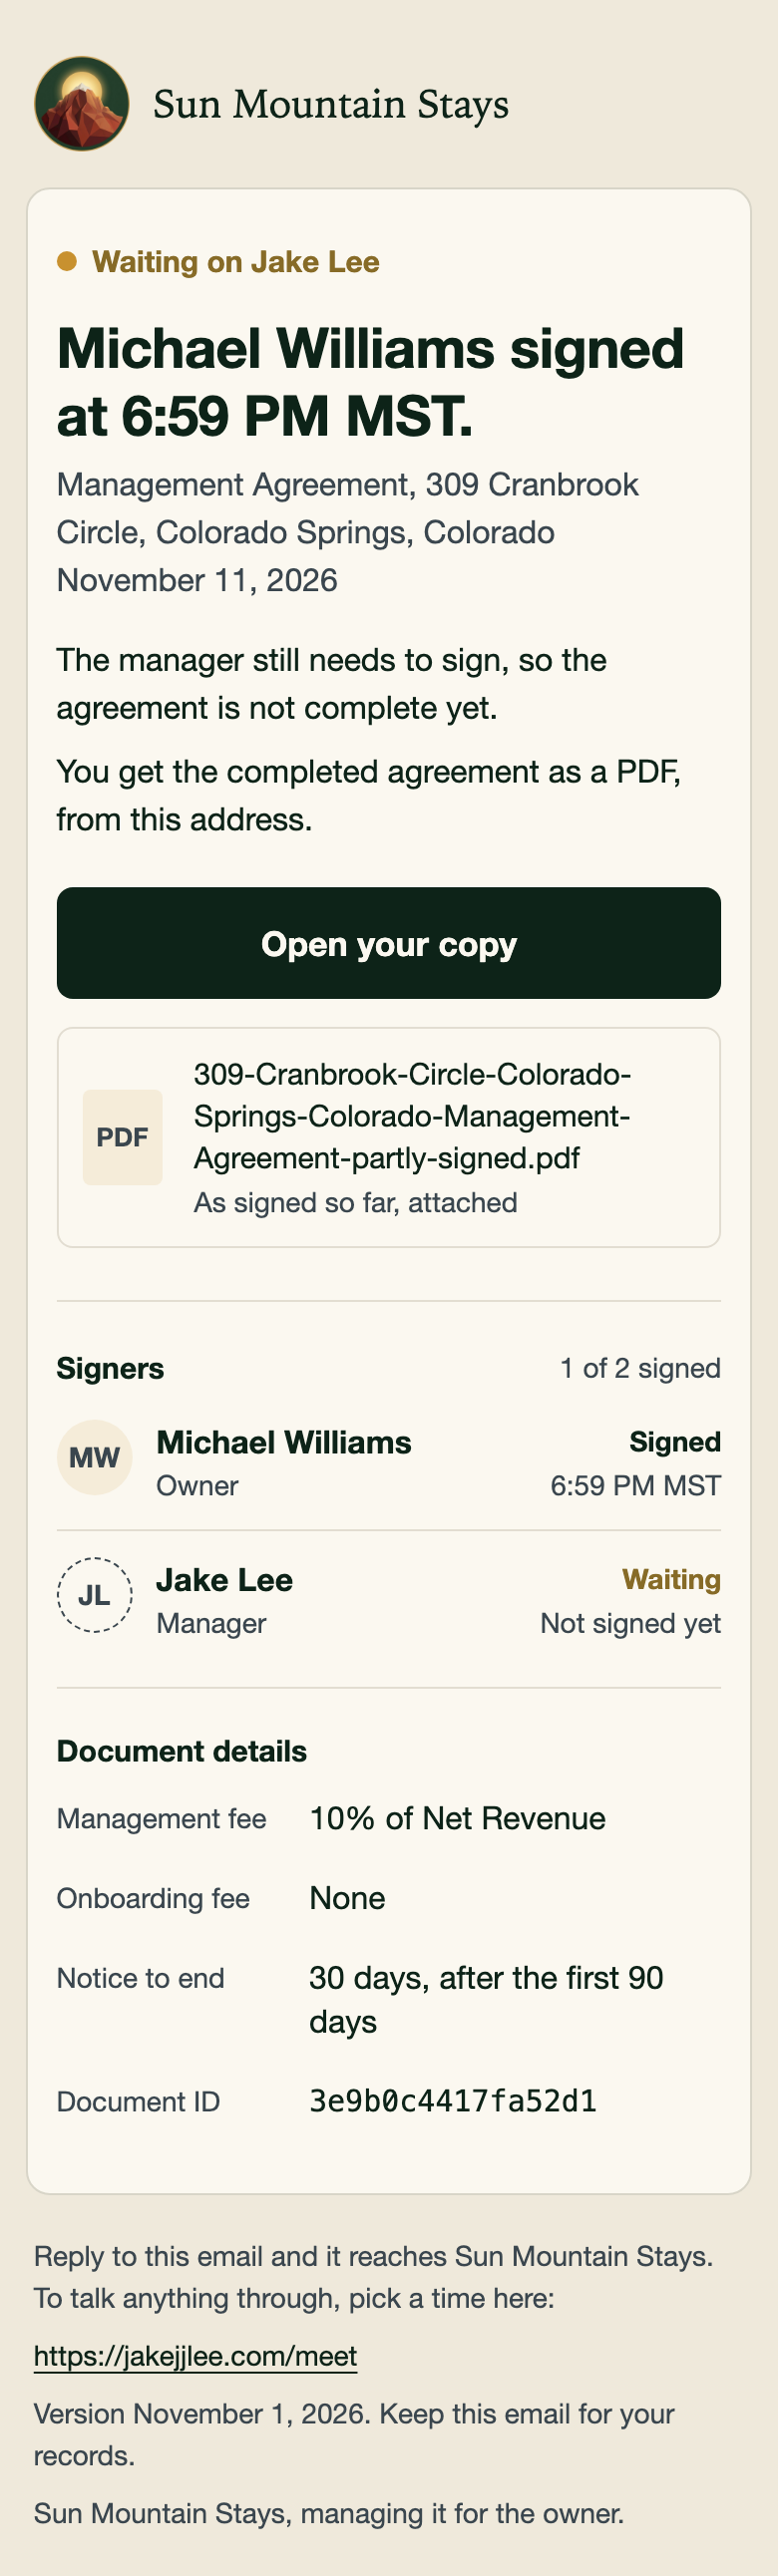 Sun Mountain Stays
Waiting on Jake Lee
Michael Williams signed
at 6:59 PM MST.
Management Agreement, 309 Cranbrook
Circle, Colorado Springs, Colorado
November 11, 2026
The manager still needs to sign, so the
agreement is not complete yet.
You get the completed agreement as a PDF,
from this address.
Open your copy
PDF
309-Cranbrook-Circle-Colorado-
Springs-Colorado-Management-
Agreement-partly-signed.pdf
As signed so far, attached
Signers
1 of 2 signed
MW
Michael Williams
Signed
Owner
6:59 PM MST
JL
Jake Lee
Waiting
Manager
Not signed yet
Document details
Management fee
10% of Net Revenue
Onboarding fee
None
Notice to end
30 days, after the first 90
days
Document ID
3e9b0c4417fa52d1
Reply to this email and it reaches Sun Mountain Stays.
To talk anything through, pick a time here:
https://jakejjlee.com/meet
Version November 1, 2026. Keep this email for your
records.
Sun Mountain Stays, managing it for the owner.